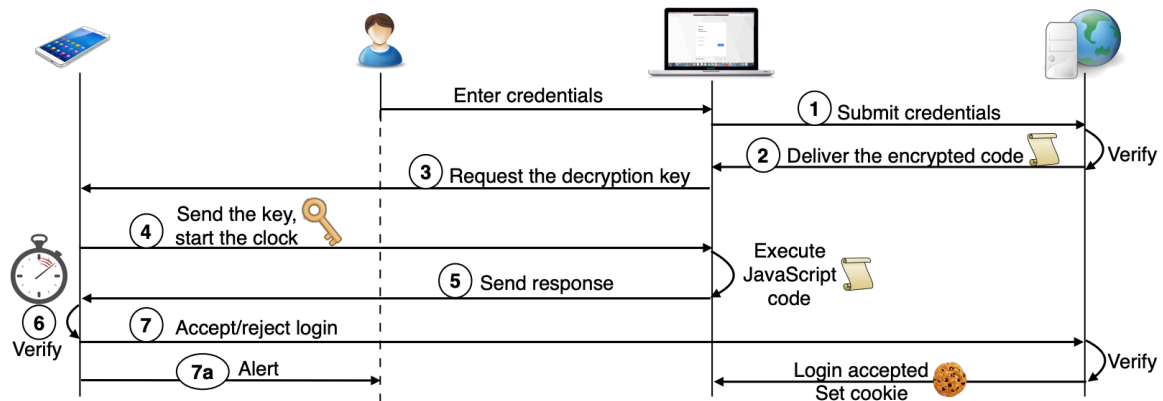 Enter credentials
1 Submit credentials
Verify
2 Deliver the encrypted code
3 Request the decryption key
4 Send the key,
start the clock
Execute
JavaScript
code
5 Send response
6
Verify
7 Accept/reject login
Verify
7a Alert
Login accepted
Set cookie